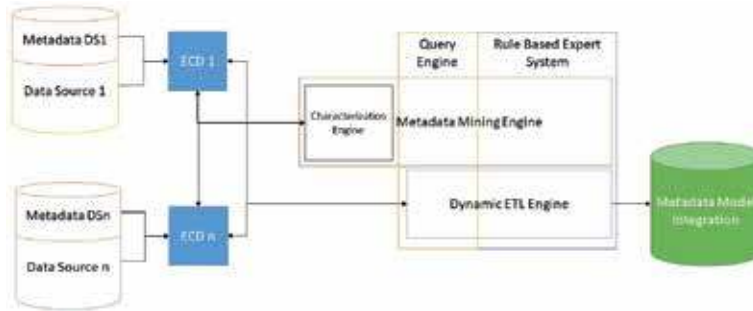 Metadata DS1
Data Source 1
ECD 1
Query
Engine
Rule Based Expert
System
Characterization
Engine
Metadata Mining Engine
Metadata DSn
Data Source n
ECD n
Dynamic ETL Engine
Metadata Model
Integration